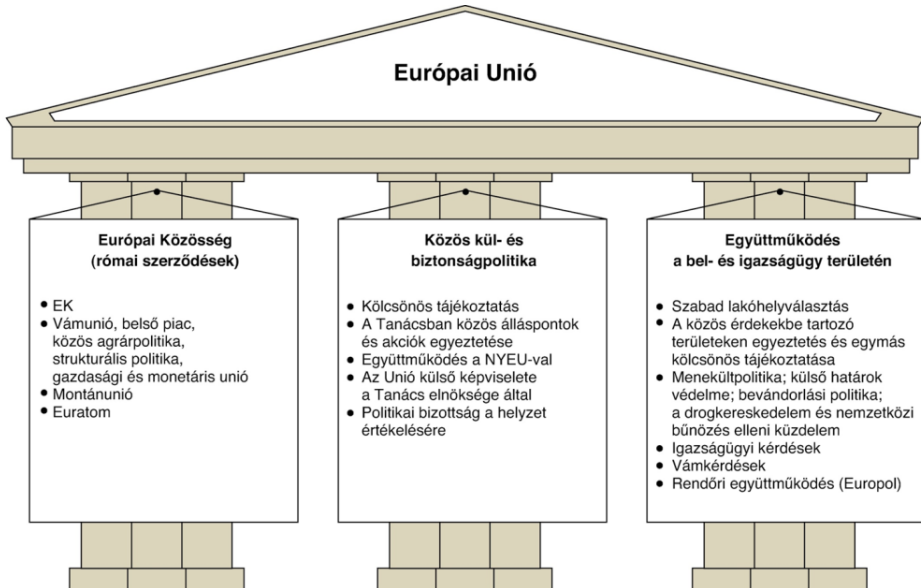 Európai Unió
Európai Közösség
(római szerződések)
• EK
• Vámunió, belső piac,
közös agrárpolitika,
strukturális politika,
gazdasági és monetáris unió
• Montánunió
• Euratom
Közös kül- és
biztonságpolitika
• Kölcsönös tájékoztatás
• A Tanácsban közös álláspontok
és akciók egyeztetése
• Együttműködés a NYEU-val
• Az Unió külső képviselete
a Tanács elnöksége által
• Politikai bizottság a helyzet
értékelésére
Együttműködés
a bel- és igazságügy területén
• Szabad lakóhelyválasztás
• A közös érdekekbe tartozó
területeken egyeztetés és egymás
kölcsönös tájékoztatása
• Menekültpolitika; külső határok
védelme; bevándorlási politika;
a drogkereskedelem és nemzetközi
bűnözés elleni küzdelem
• Igazságügyi kérdések
• Vámkérdések
• Rendőri együttműködés (Europol)